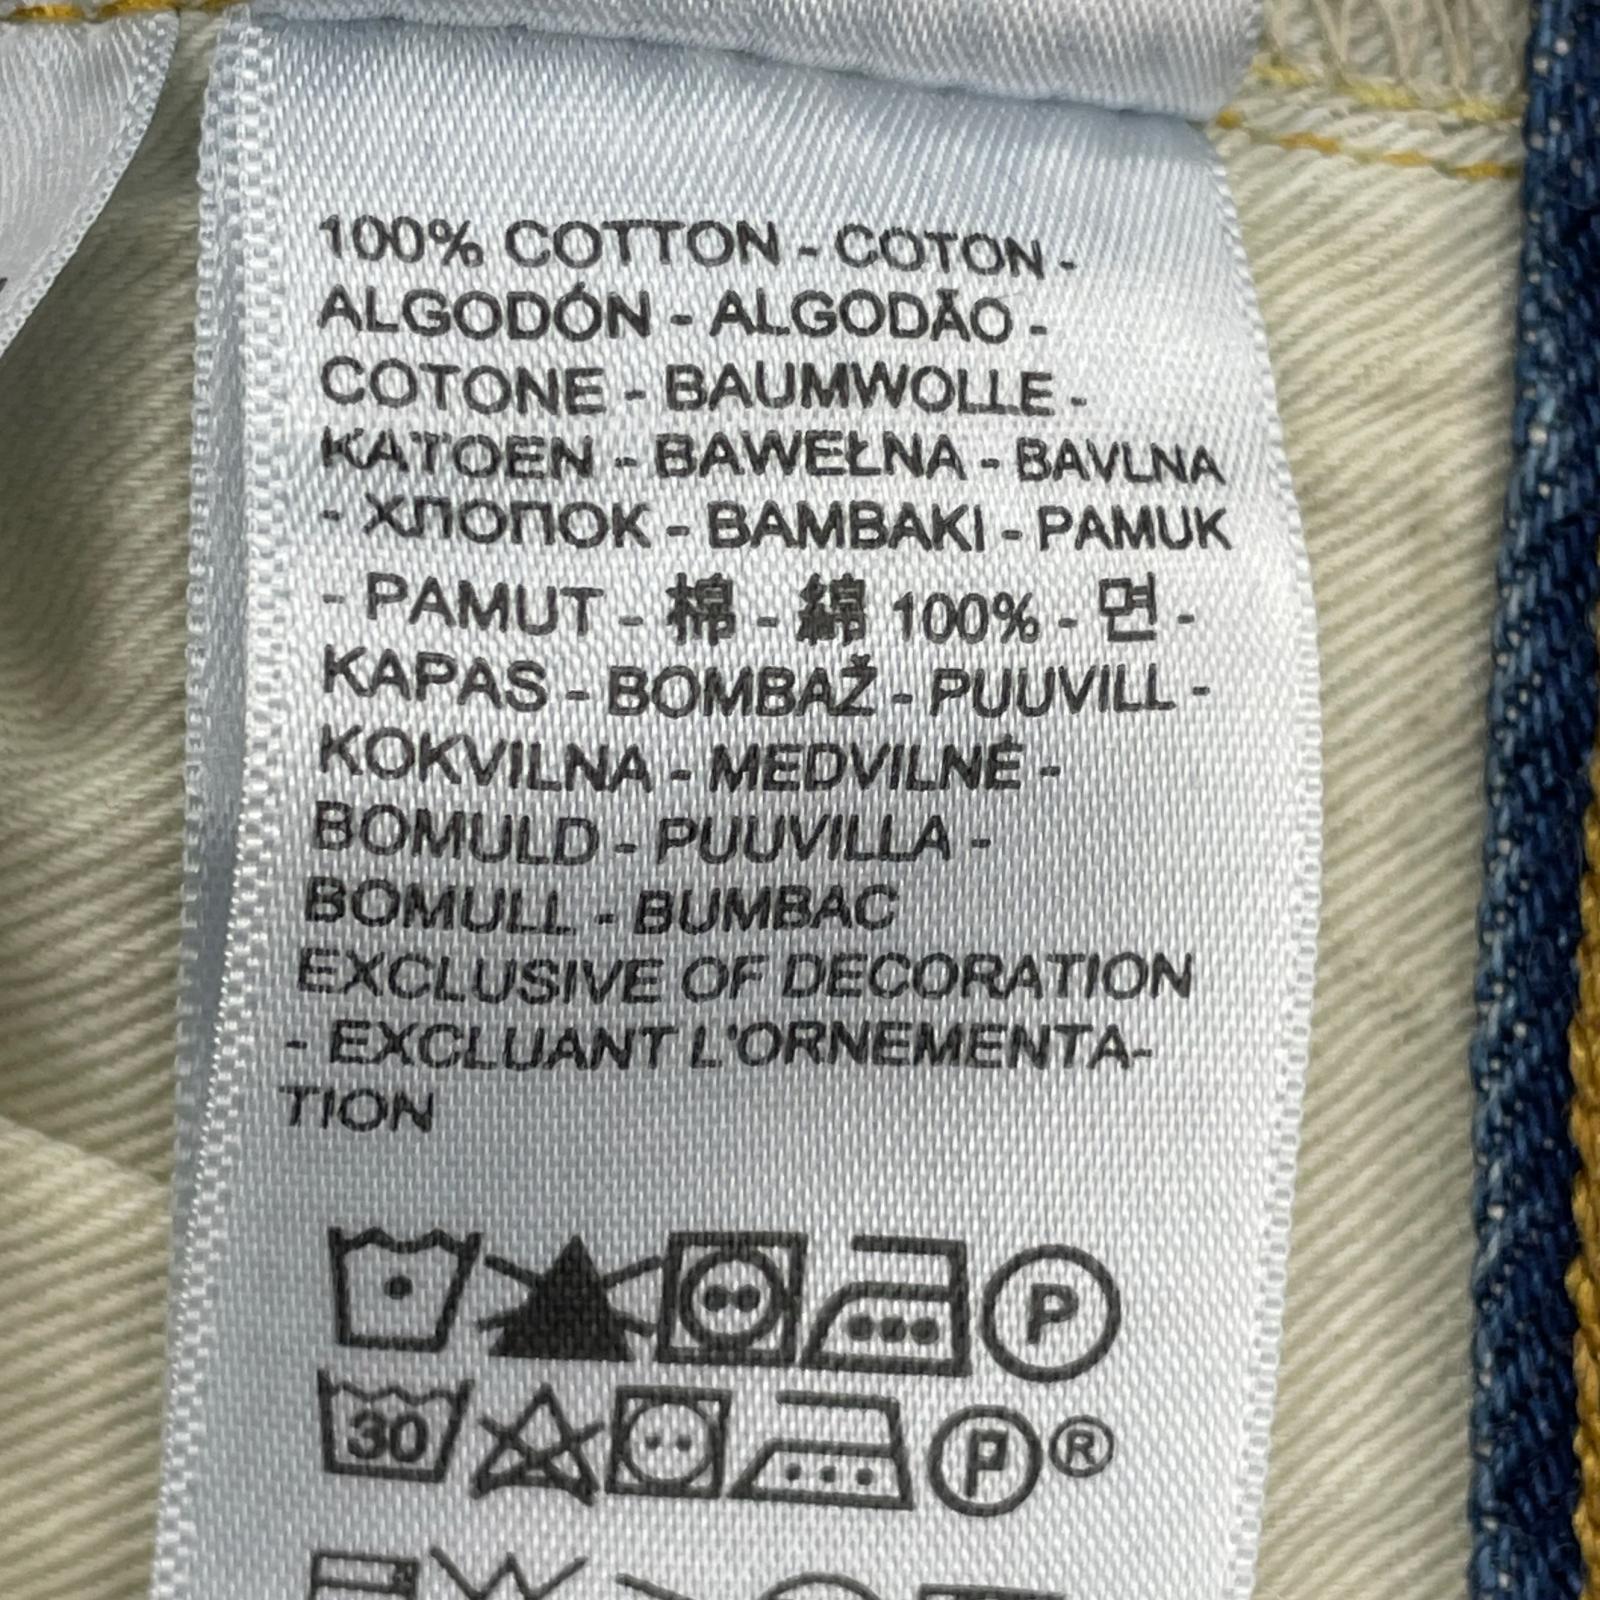 100% COTTON - COTON -
ALGODÓN - ALGODÃO -
COTONE - BAUMWOLLE -
KATOEN - BAWEŁNA - BAVLNA
- ХЛОПОК - BAMBAKI - PAMUK
- PAMUT - 棉 - 綿 100% - 면 -
KAPAS - BOMBAŽ - PUUVILL -
KOKVILNA - MEDVILNĖ -
BOMULD - PUUVILLA -
BOMULL - BUMBAC
EXCLUSIVE OF DECORATION
- EXCLUANT L'ORNEMENTA-
TION
P
30 P ®